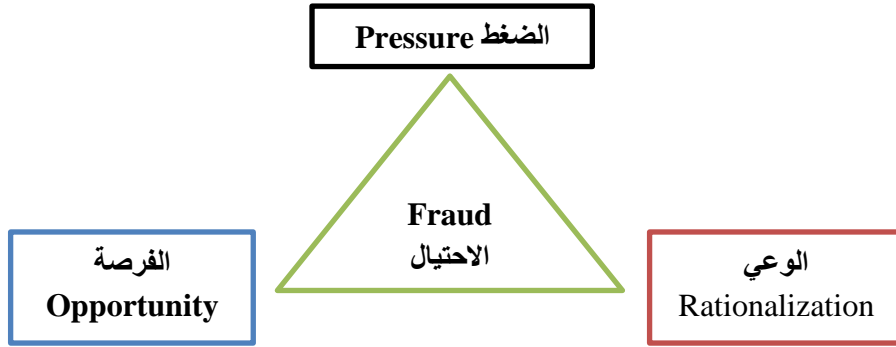 الضغط Pressure
Fraud
الاحتيال
الفرصة
Opportunity
الوعي
Rationalization